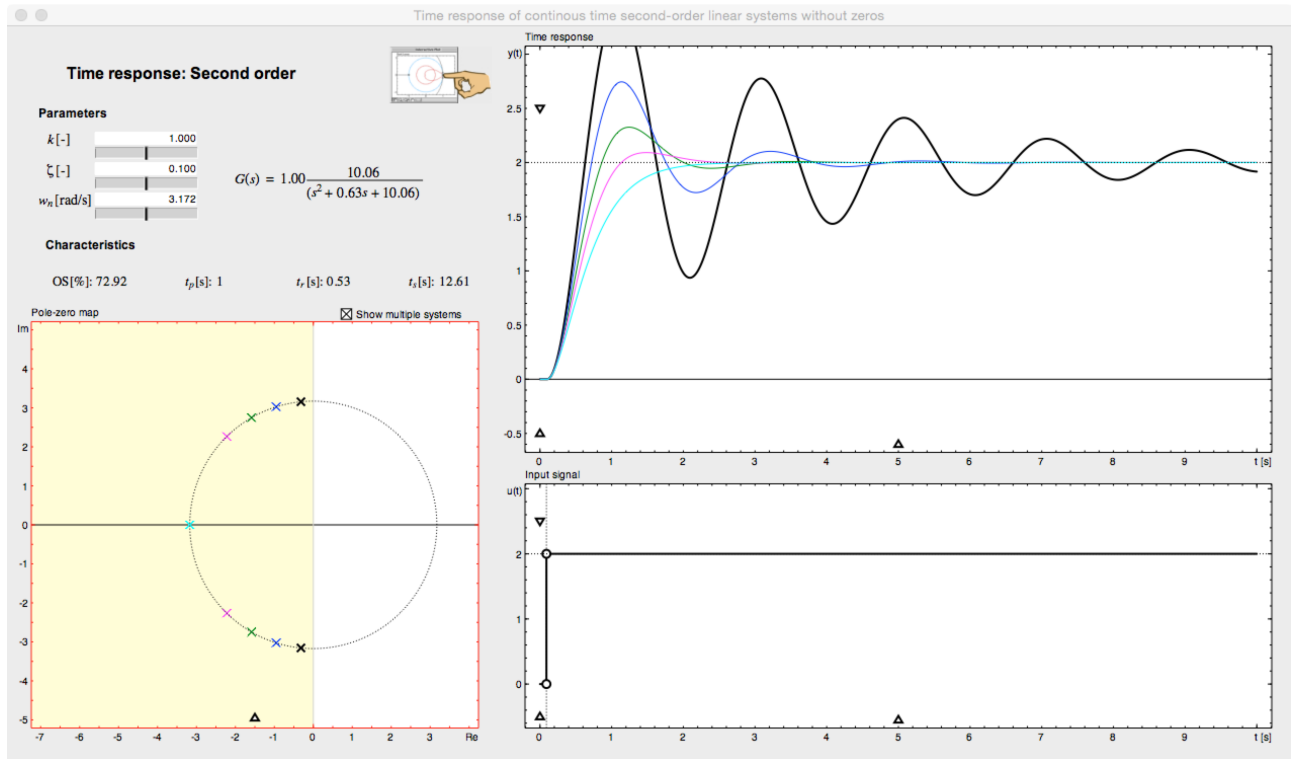 Time response of continous time second-order linear systems without zeros
Time response: Second order
Parameters
k[-] 1.000
ζ[-] 0.100
w_n[rad/s] 3.172
G(s) = 1.00 10.06/(s² + 0.63s + 10.06)
Characteristics
OS[%]: 72.92 t_p[s]: 1 t_r[s]: 0.53 t_s[s]: 12.61
Pole-zero map
Show multiple systems
Im
4
3
2
1
0
-1
-2
-3
-4
-5
-7 -6 -5 -4 -3 -2 -1 0 1 2 3 Re
Time response
y(t)
2.5
2
1.5
1
0.5
0
-0.5
0 1 2 3 4 5 6 7 8 9 t [s]
Input signal
u(t)
2
1
0
0 1 2 3 4 5 6 7 8 9 t [s]